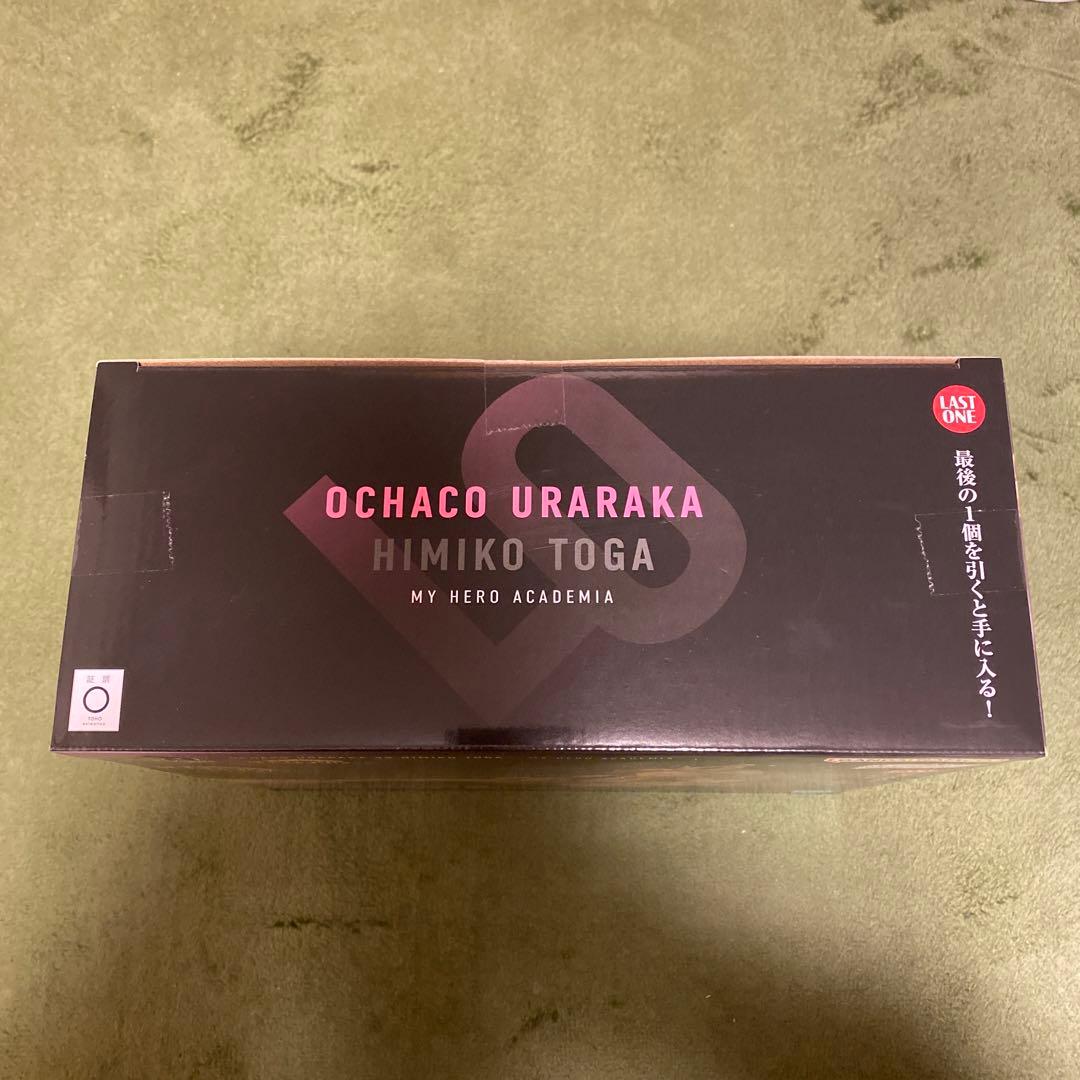 LAST
ONE
最後の1個を引くと手に入る!
OCHACO URARAKA
HIMIKO TOGA
MY HERO ACADEMIA
証 票
TOHO